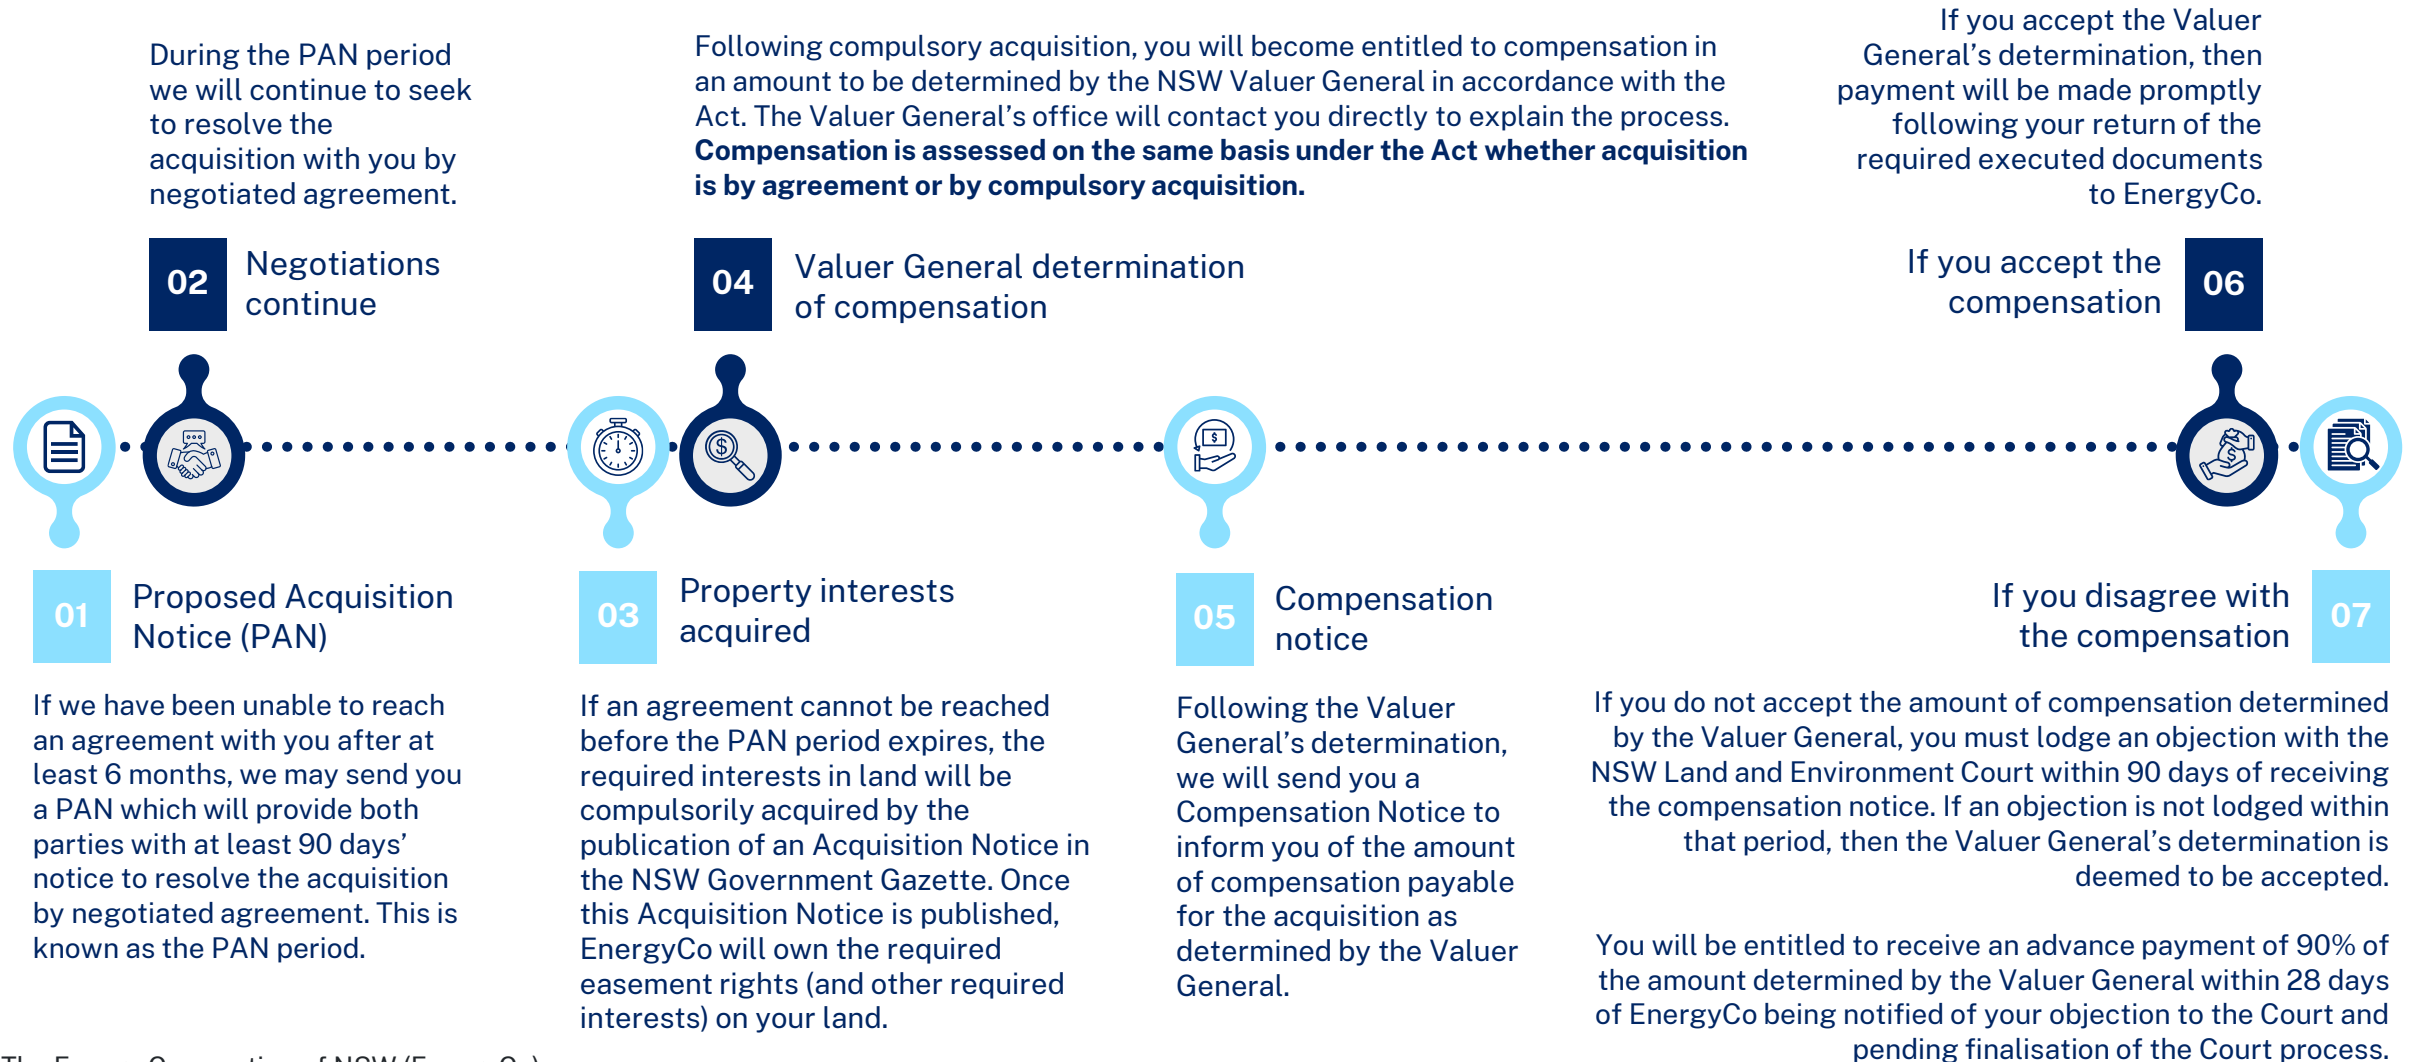 During the PAN period
we will continue to seek
to resolve the
acquisition with you by
negotiated agreement.
02
Negotiations
continue
Following compulsory acquisition, you will become entitled to compensation in
an amount to be determined by the NSW Valuer General in accordance with the
Act. The Valuer General's office will contact you directly to explain the process.
Compensation is assessed on the same basis under the Act whether acquisition
is by agreement or by compulsory acquisition.
04
Valuer General determination
of compensation
If you accept the Valuer
General's determination, then
payment will be made promptly
following your return of the
required executed documents
to EnergyCo.
If you accept the
compensation
06
01
Proposed Acquisition
Notice (PAN)
If we have been unable to reach
an agreement with you after at
least 6 months, we may send you
a PAN which will provide both
parties with at least 90 days'
notice to resolve the acquisition
by negotiated agreement. This is
known as the PAN period.
03
Property interests
acquired
If an agreement cannot be reached
before the PAN period expires, the
required interests in land will be
compulsorily acquired by the
publication of an Acquisition Notice in
the NSW Government Gazette. Once
this Acquisition Notice is published,
EnergyCo will own the required
easement rights (and other required
interests) on your land.
05
Compensation
notice
Following the Valuer
General's determination,
we will send you a
Compensation Notice to
inform you of the amount
of compensation payable
for the acquisition as
determined by the Valuer
General.
If you disagree with
the compensation
07
If you do not accept the amount of compensation determined
by the Valuer General, you must lodge an objection with the
NSW Land and Environment Court within 90 days of receiving
the compensation notice. If an objection is not lodged within
that period, then the Valuer General's determination is
deemed to be accepted.
You will be entitled to receive an advance payment of 90% of
the amount determined by the Valuer General within 28 days
of EnergyCo being notified of your objection to the Court and
pending finalisation of the Court process.